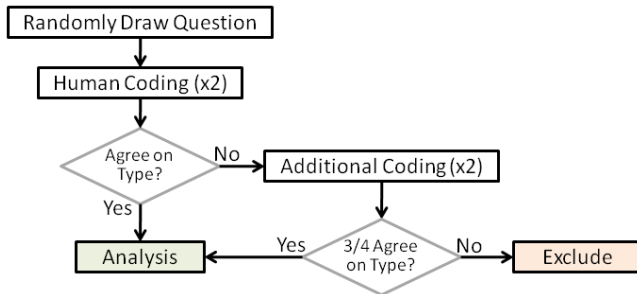 Randomly Draw Question
Human Coding (x2)
Agree on
Type?
No
Additional Coding (x2)
Yes
Analysis
Yes
3/4 Agree
on Type?
No
Exclude